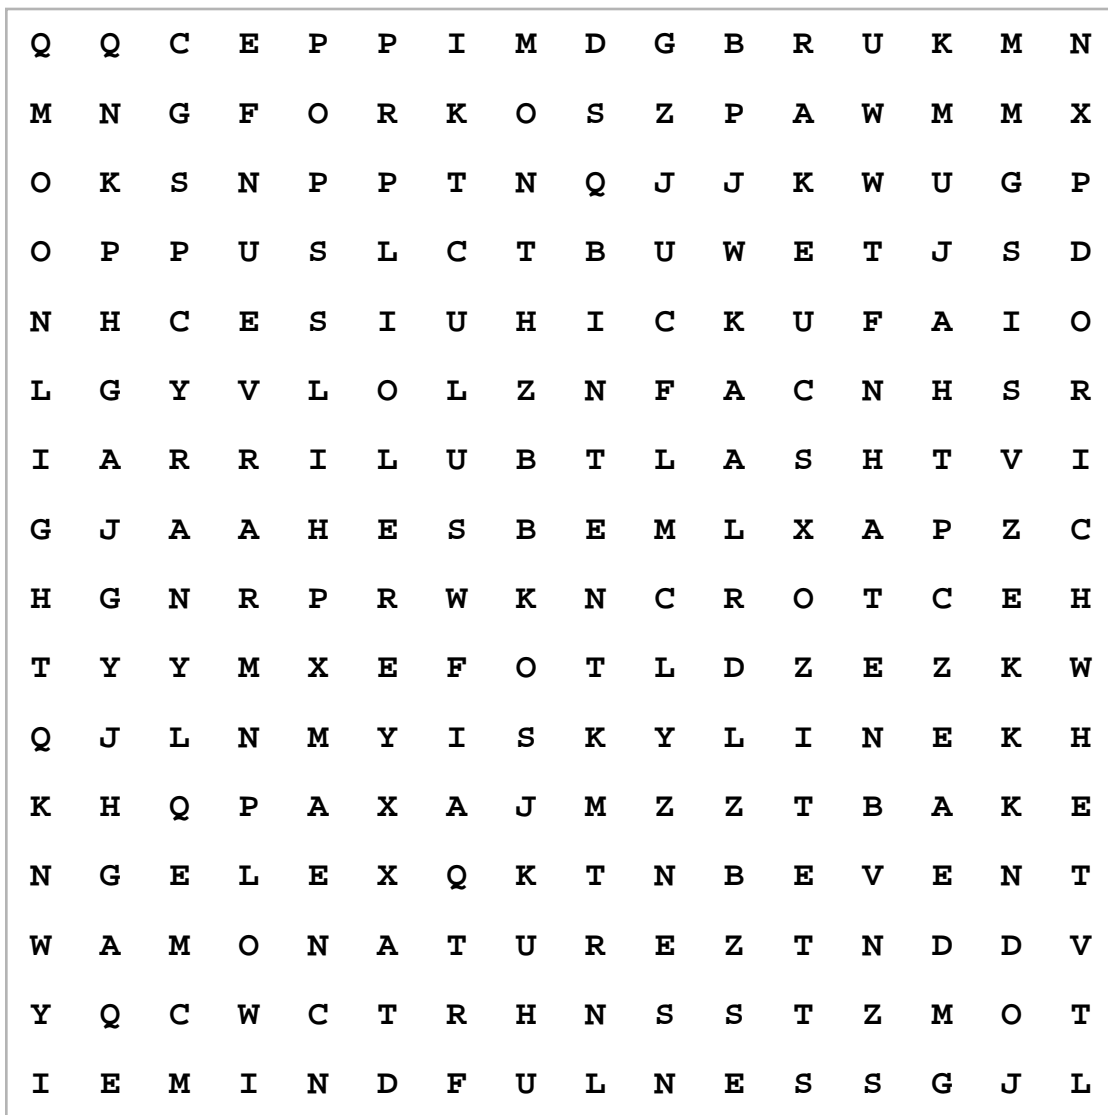 Q Q C E P P I M D G B R U K M N
M N G F O R K O S Z P A W M M X
O K S N P P T N Q J J K W U G P
O P P U S L C T B U W E T J S D
N H C E S I U H I C K U F A I O
L G Y V L O L Z N F A C N H S R
I A R R I L U B T L A S H T V I
G J A A H E S B E M L X A P Z C
H G N R P R W K N C R O T C E H
T Y Y M X E F O T L D Z E Z K W
Q J L N M Y I S K Y L I N E K H
K H Q P A X A J M Z Z T B A K E
N G E L E X Q K T N B E V E N T
W A M O N A T U R E Z T N D D V
Y Q C W C T R H N S S T Z M O T
I E M I N D F U L N E S S G J L